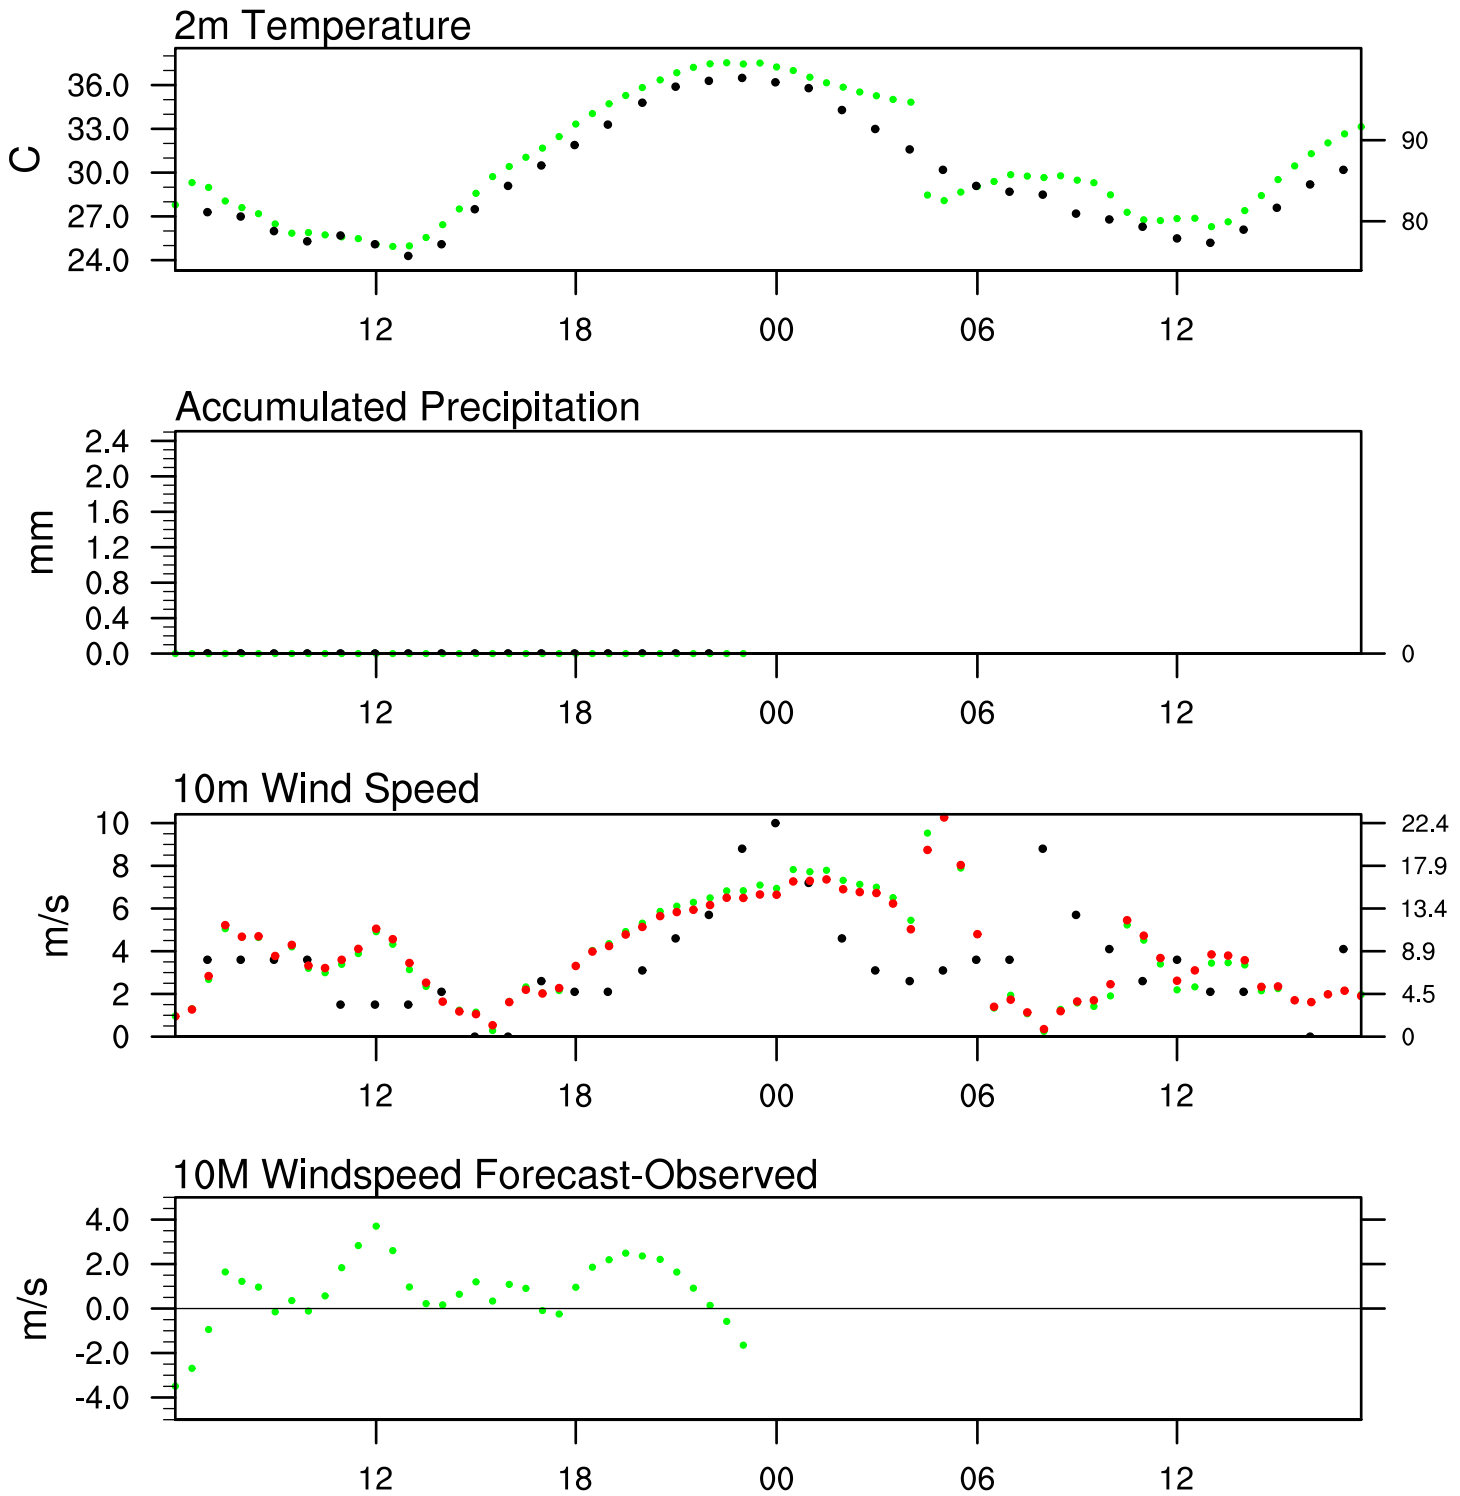 2m Temperature
36.0
33.0
30.0
27.0
24.0
C
90
80
12 18 00 06 12
Accumulated Precipitation
2.4
2.0
1.6
1.2
0.8
0.4
0.0
mm
0
12 18 00 06 12
10m Wind Speed
10
8
6
4
2
0
m/s
22.4
17.9
13.4
8.9
4.5
0
12 18 00 06 12
10M Windspeed Forecast-Observed
4.0
2.0
0.0
-2.0
-4.0
m/s
12 18 00 06 12